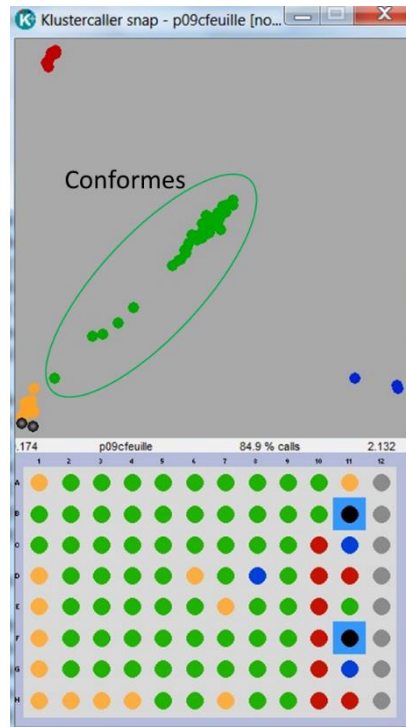 Klustercaller snap - p09cfeuille [no...
Conformes
.174 p09cfeuille 84.9 % calls 2.132
1 2 3 4 5 6 7 8 9 10 11 12
A
B
C
D
E
F
G
H